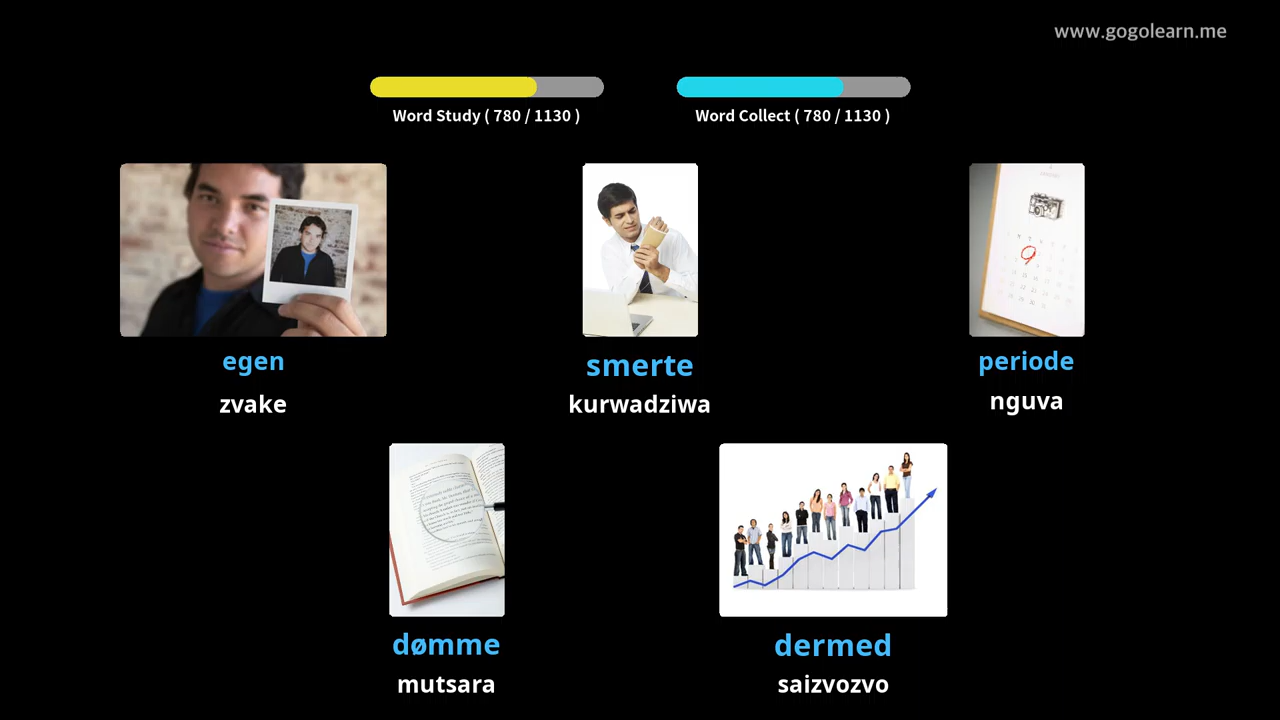 www.gogolearn.me
Word Study ( 780 / 1130 )
Word Collect ( 780 / 1130 )
egen
zvake
smerte
kurwadziwa
periode
nguva
dømme
mutsara
dermed
saizvozvo